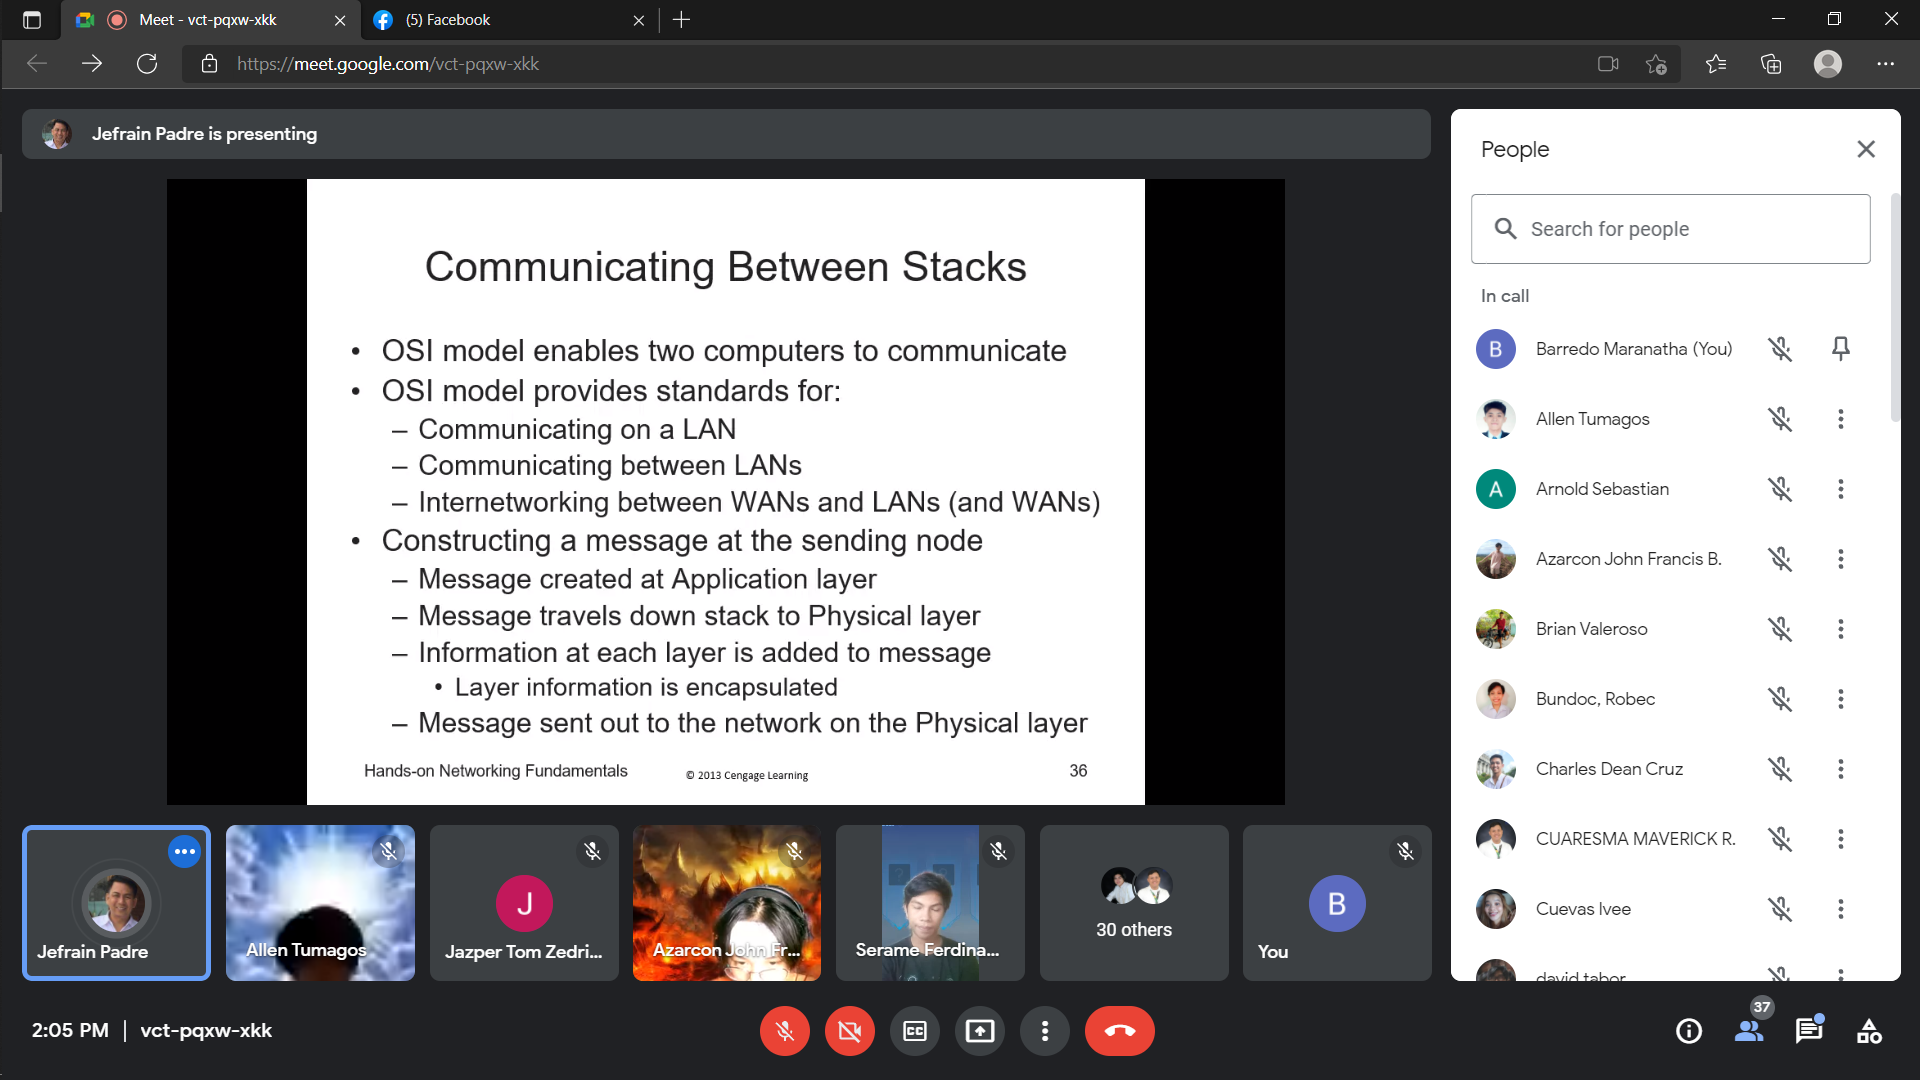 Meet - vct-pqxw-xkk
(5) Facebook
https://meet.google.com/vct-pqxw-xkk
Jefrain Padre is presenting
Communicating Between Stacks
• OSI model enables two computers to communicate
• OSI model provides standards for:
– Communicating on a LAN
– Communicating between LANs
– Internetworking between WANs and LANs (and WANs)
• Constructing a message at the sending node
– Message created at Application layer
– Message travels down stack to Physical layer
– Information at each layer is added to message
• Layer information is encapsulated
– Message sent out to the network on the Physical layer
Hands-on Networking Fundamentals
© 2013 Cengage Learning
36
People
Search for people
In call
B
Barredo Maranatha (You)
Allen Tumagos
A
Arnold Sebastian
Azarcon John Francis B.
Brian Valeroso
Bundoc, Robec
Charles Dean Cruz
CUARESMA MAVERICK R.
Cuevas Ivee
david tabor
Jefrain Padre
Allen Tumagos
J
Jazper Tom Zedri...
Azarcon John Fr...
Serame Ferdina...
30 others
B
You
2:05 PM | vct-pqxw-xkk
CC
37